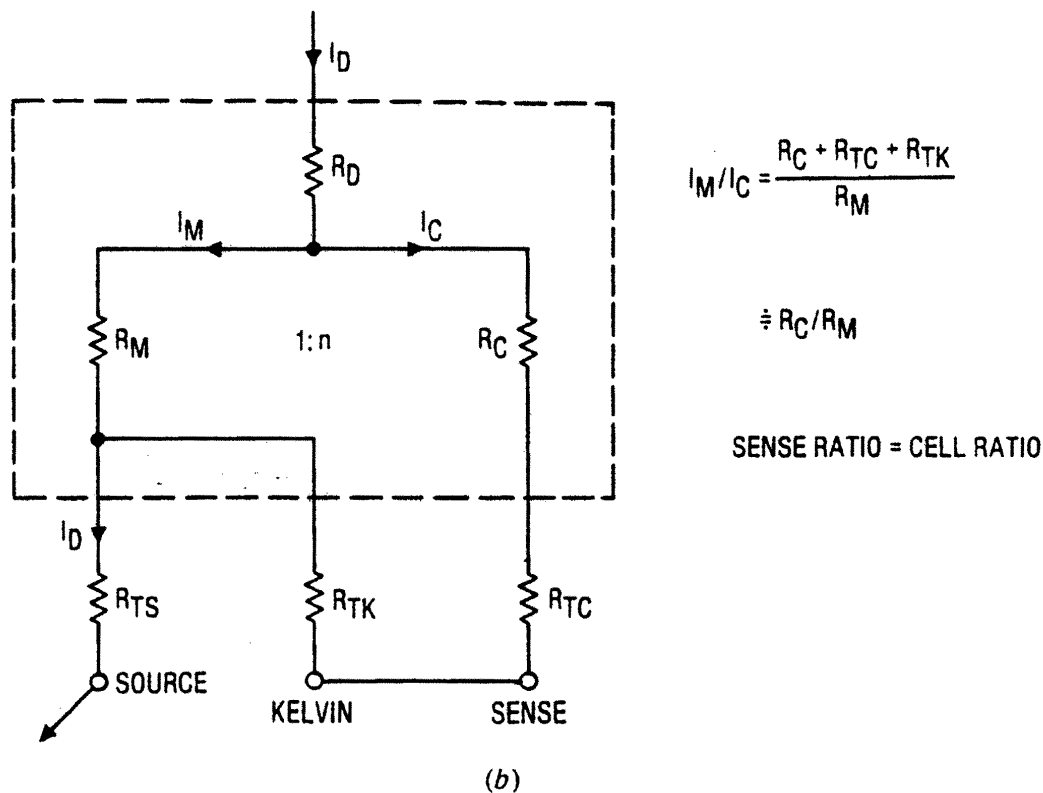 I_D
R_D
I_M/I_C = (R_C + R_TC + R_TK)/R_M
I_M I_C
R_M 1:n R_C
≑ R_C/R_M
SENSE RATIO = CELL RATIO
I_D
R_TS R_TK R_TC
SOURCE
KELVIN SENSE
(b)